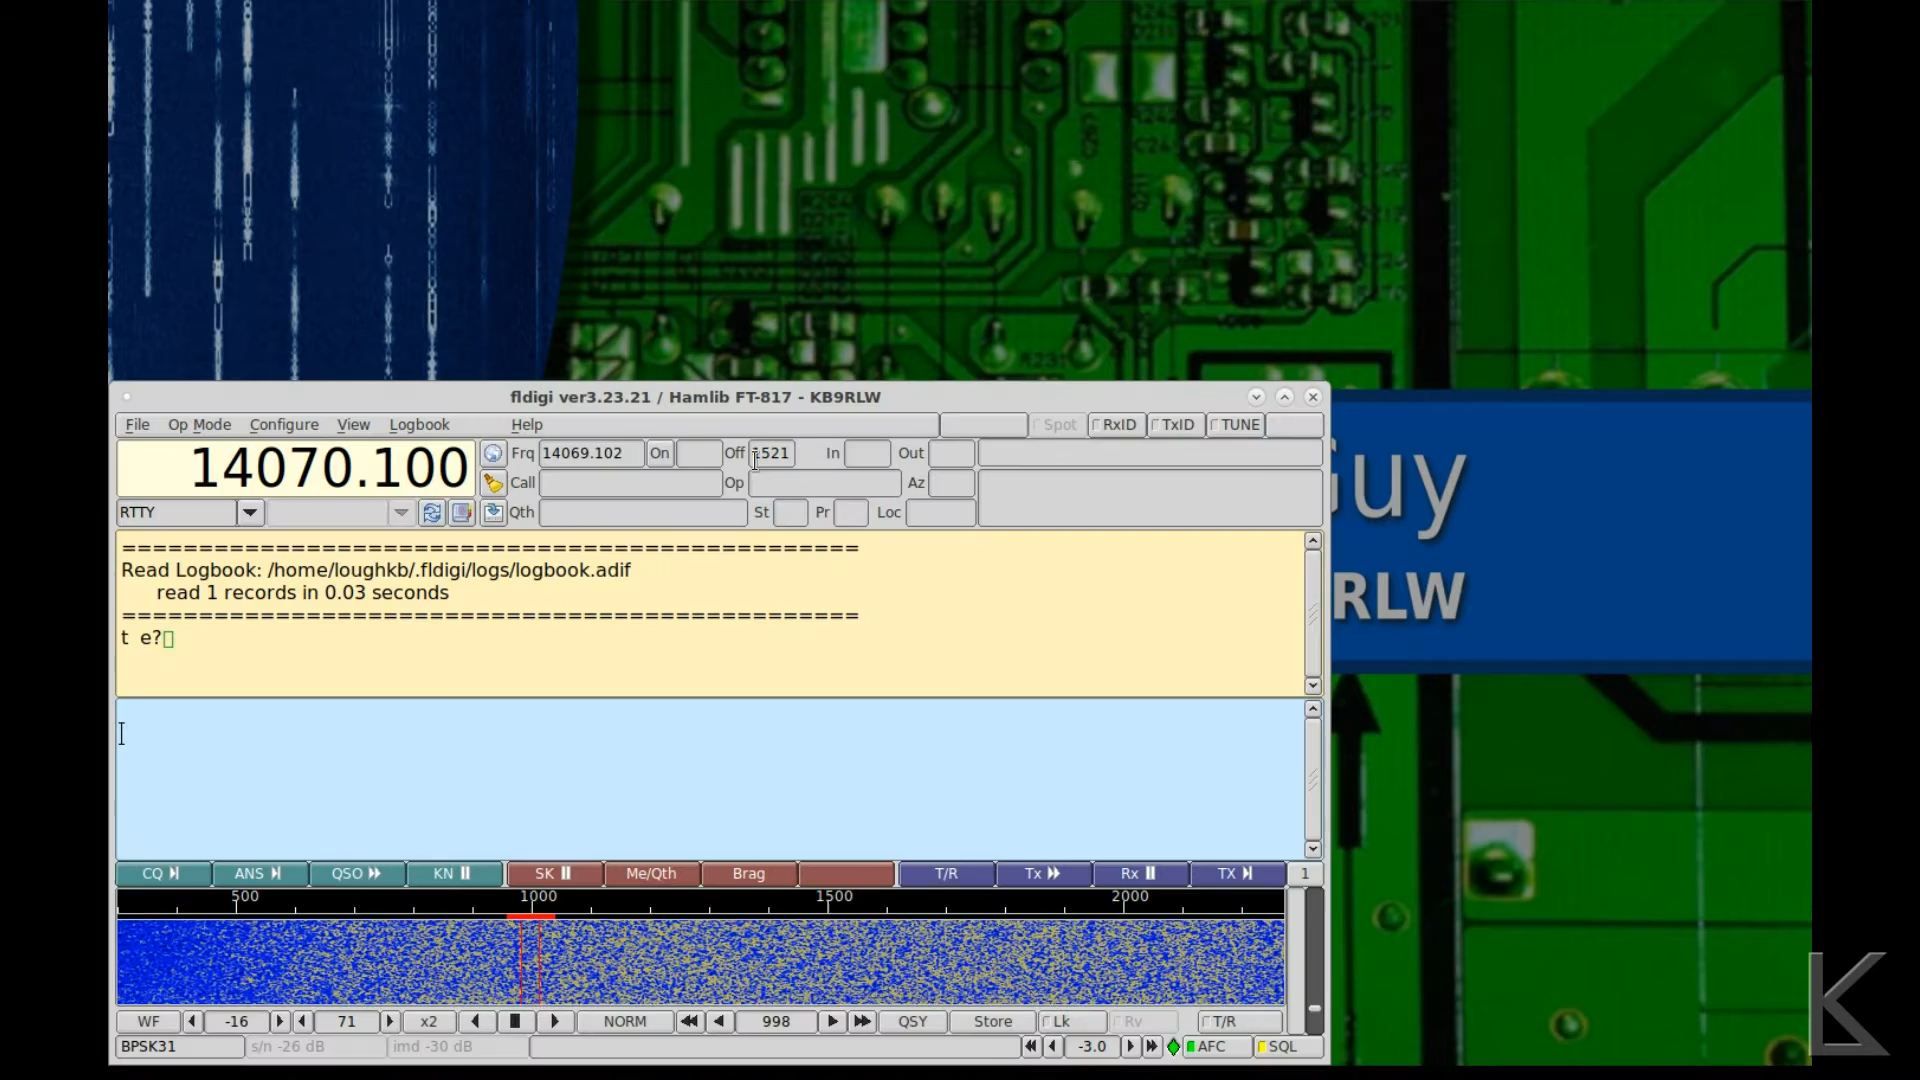 fldigi ver3.23.21 / Hamlib FT-817 - KB9RLW
File Op Mode Configure View Logbook Help Spot RxID TxID TUNE
14070.100 Frq 14069.102 On Off 1521 In Out
Call Op Az
RTTY Qth St Pr Loc
Guy
RLW
==============================================
Read Logbook: /home/loughkb/.fldigi/logs/logbook.adif
read 1 records in 0.03 seconds
==============================================
t e?
CQ ANS QSO KN SK Me/Qth Brag T/R Tx Rx TX 1
500 1000 1500 2000
WF -16 71 x2 NORM 998 QSY Store Lk Rv T/R
BPSK31 s/n -26 dB imd -30 dB -3.0 AFC SQL
R231
K